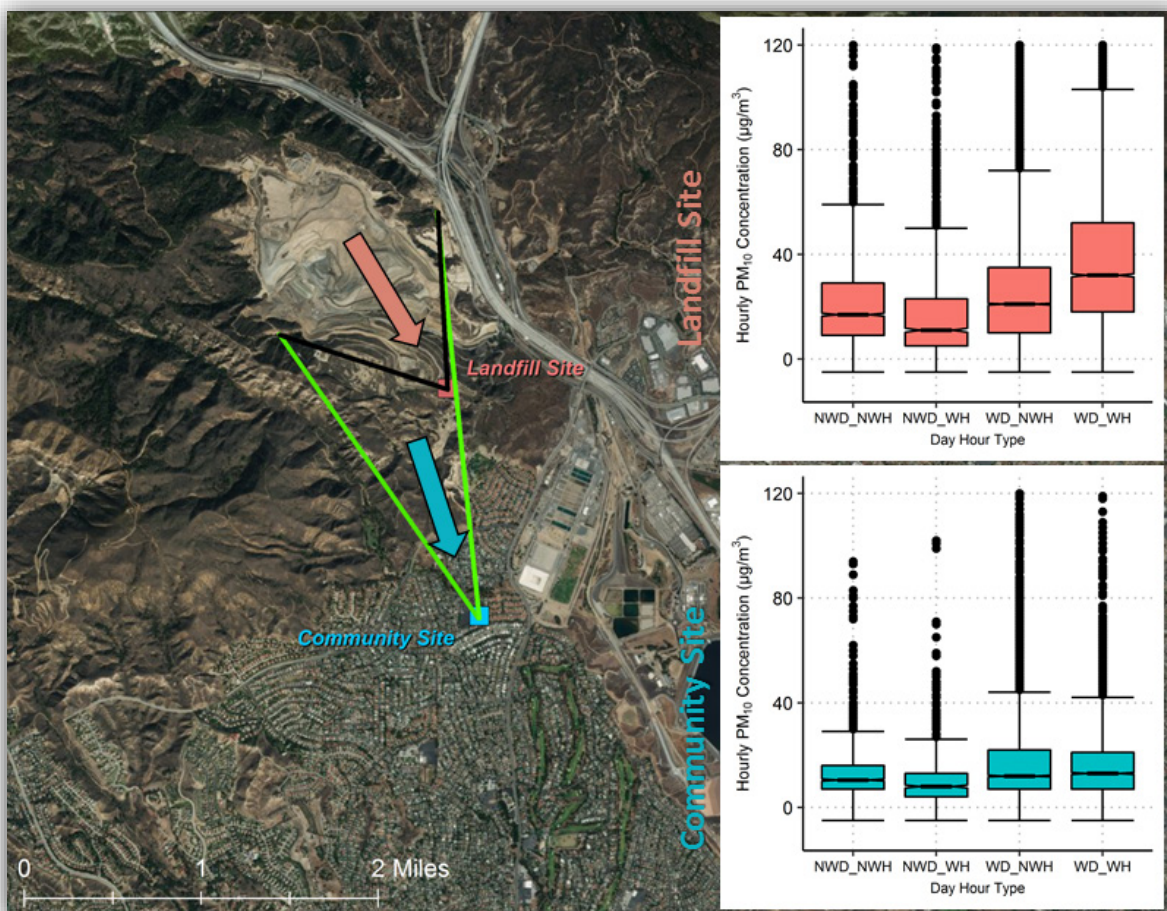 Landfill Site
Community Site
0 1 2 Miles
Landfill Site
Hourly PM₁₀ Concentration (µg/m³)
120
80
40
0
NWD_NWH NWD_WH WD_NWH WD_WH
Day Hour Type
Community Site
Hourly PM₁₀ Concentration (µg/m³)
120
80
40
0
NWD_NWH NWD_WH WD_NWH WD_WH
Day Hour Type